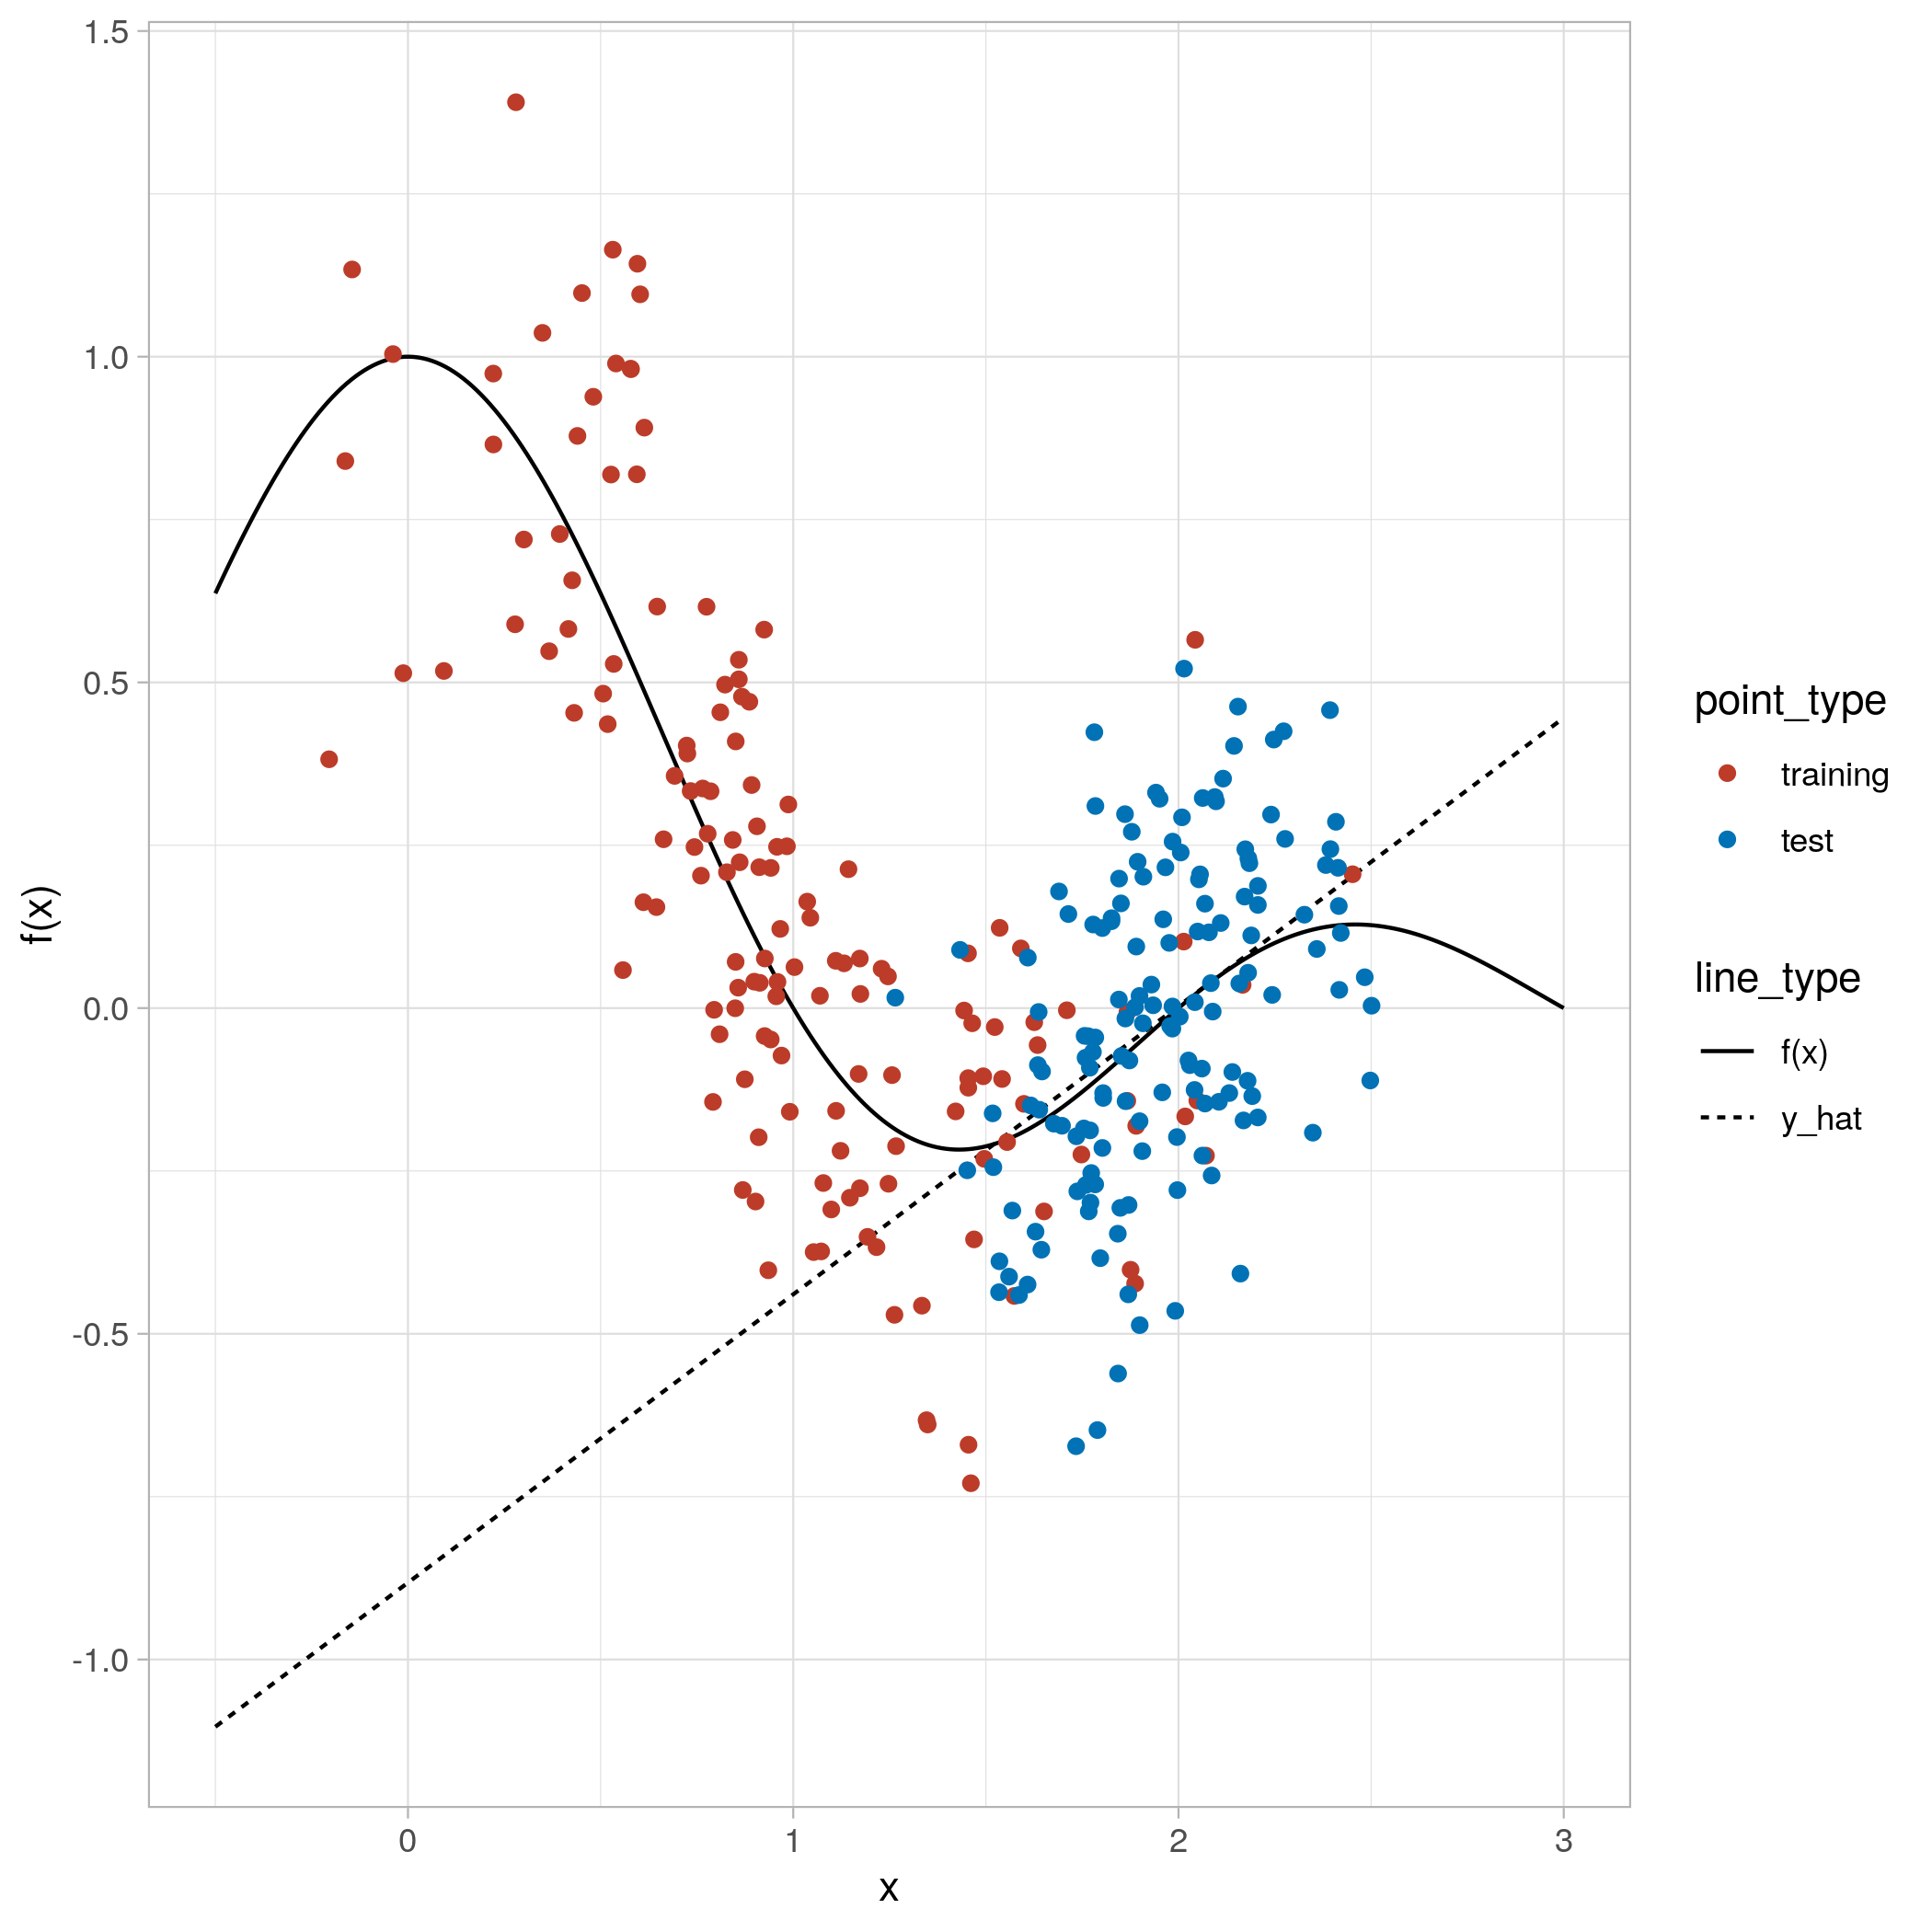 1.5
1.0
0.5
0.0
-0.5
-1.0
f(x)
0
1
2
3
x
point_type
training
test
line_type
f(x)
y_hat